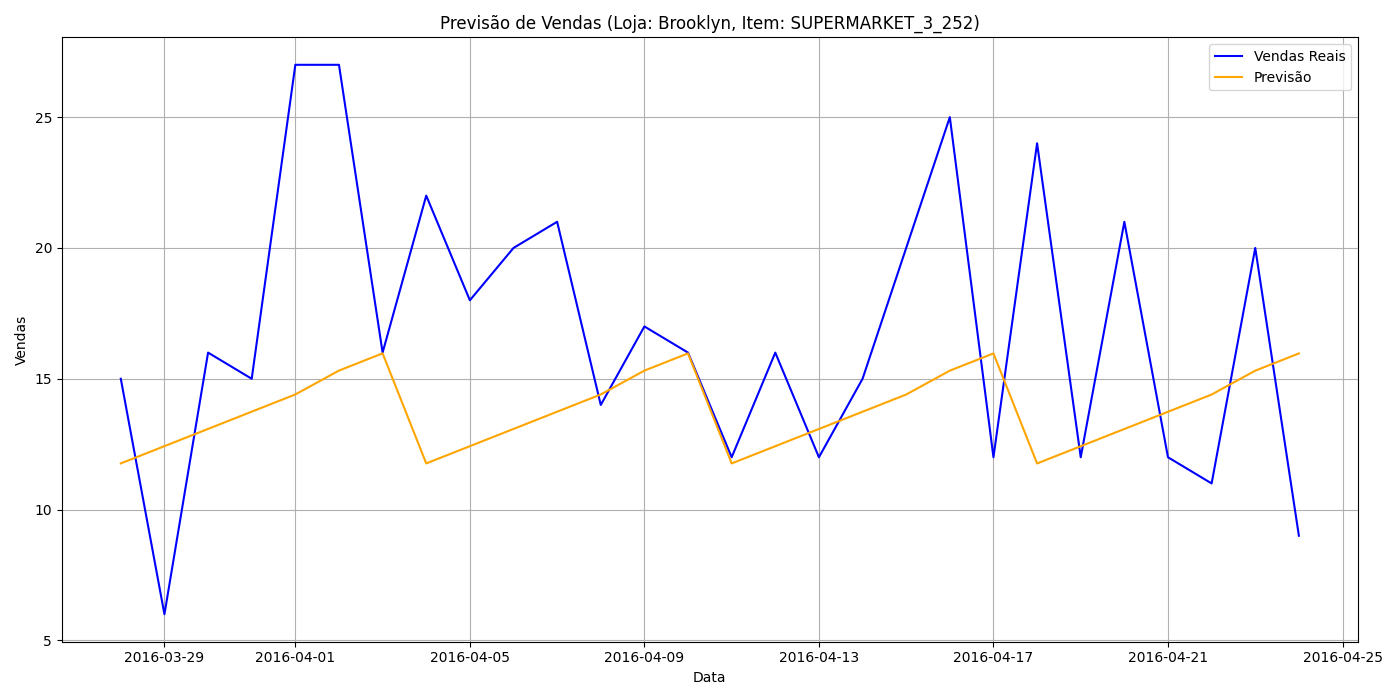 Previsão de Vendas (Loja: Brooklyn, Item: SUPERMARKET_3_252)
Vendas Reais
Previsão
25
20
15
10
5
Vendas
2016-03-29 2016-04-01 2016-04-05 2016-04-09 2016-04-13 2016-04-17 2016-04-21 2016-04-25
Data